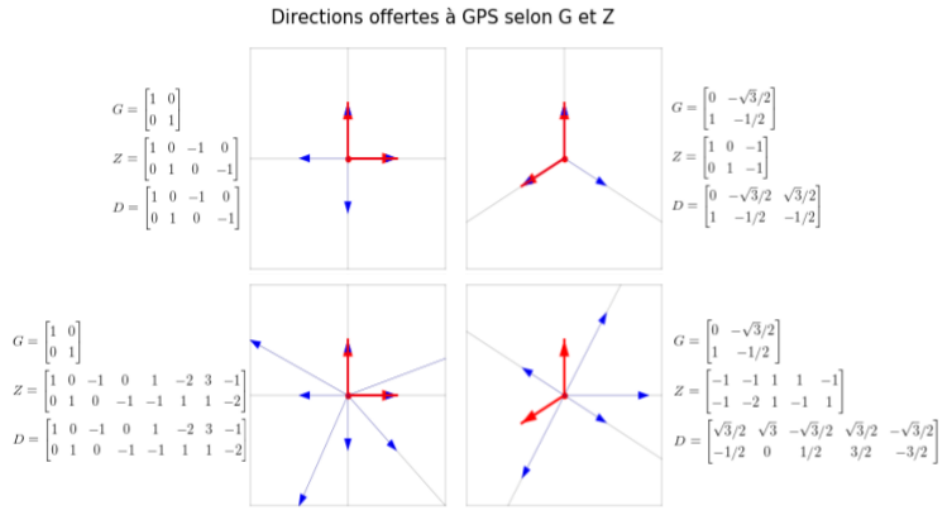 Directions offertes à GPS selon G et Z
G = [1 0
0 1]
Z = [1 0 −1 0
0 1 0 −1]
D = [1 0 −1 0
0 1 0 −1]
G = [0 −√3/2
1 −1/2]
Z = [1 0 −1
0 1 −1]
D = [0 −√3/2 √3/2
1 −1/2 −1/2]
G = [1 0
0 1]
Z = [1 0 −1 0 1 −2 3 −1
0 1 0 −1 −1 1 1 −2]
D = [1 0 −1 0 1 −2 3 −1
0 1 0 −1 −1 1 1 −2]
G = [0 −√3/2
1 −1/2]
Z = [−1 −1 1 1 −1
−1 −2 1 −1 1]
D = [√3/2 √3 −√3/2 √3/2 −√3/2
−1/2 0 1/2 3/2 −3/2]